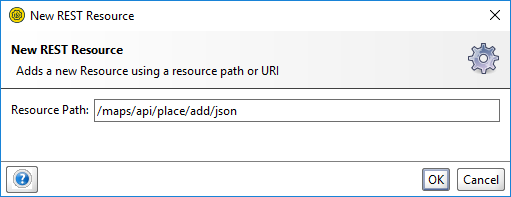 New REST Resource
New REST Resource
Adds a new Resource using a resource path or URI
Resource Path: /maps/api/place/add/json
? OK Cancel